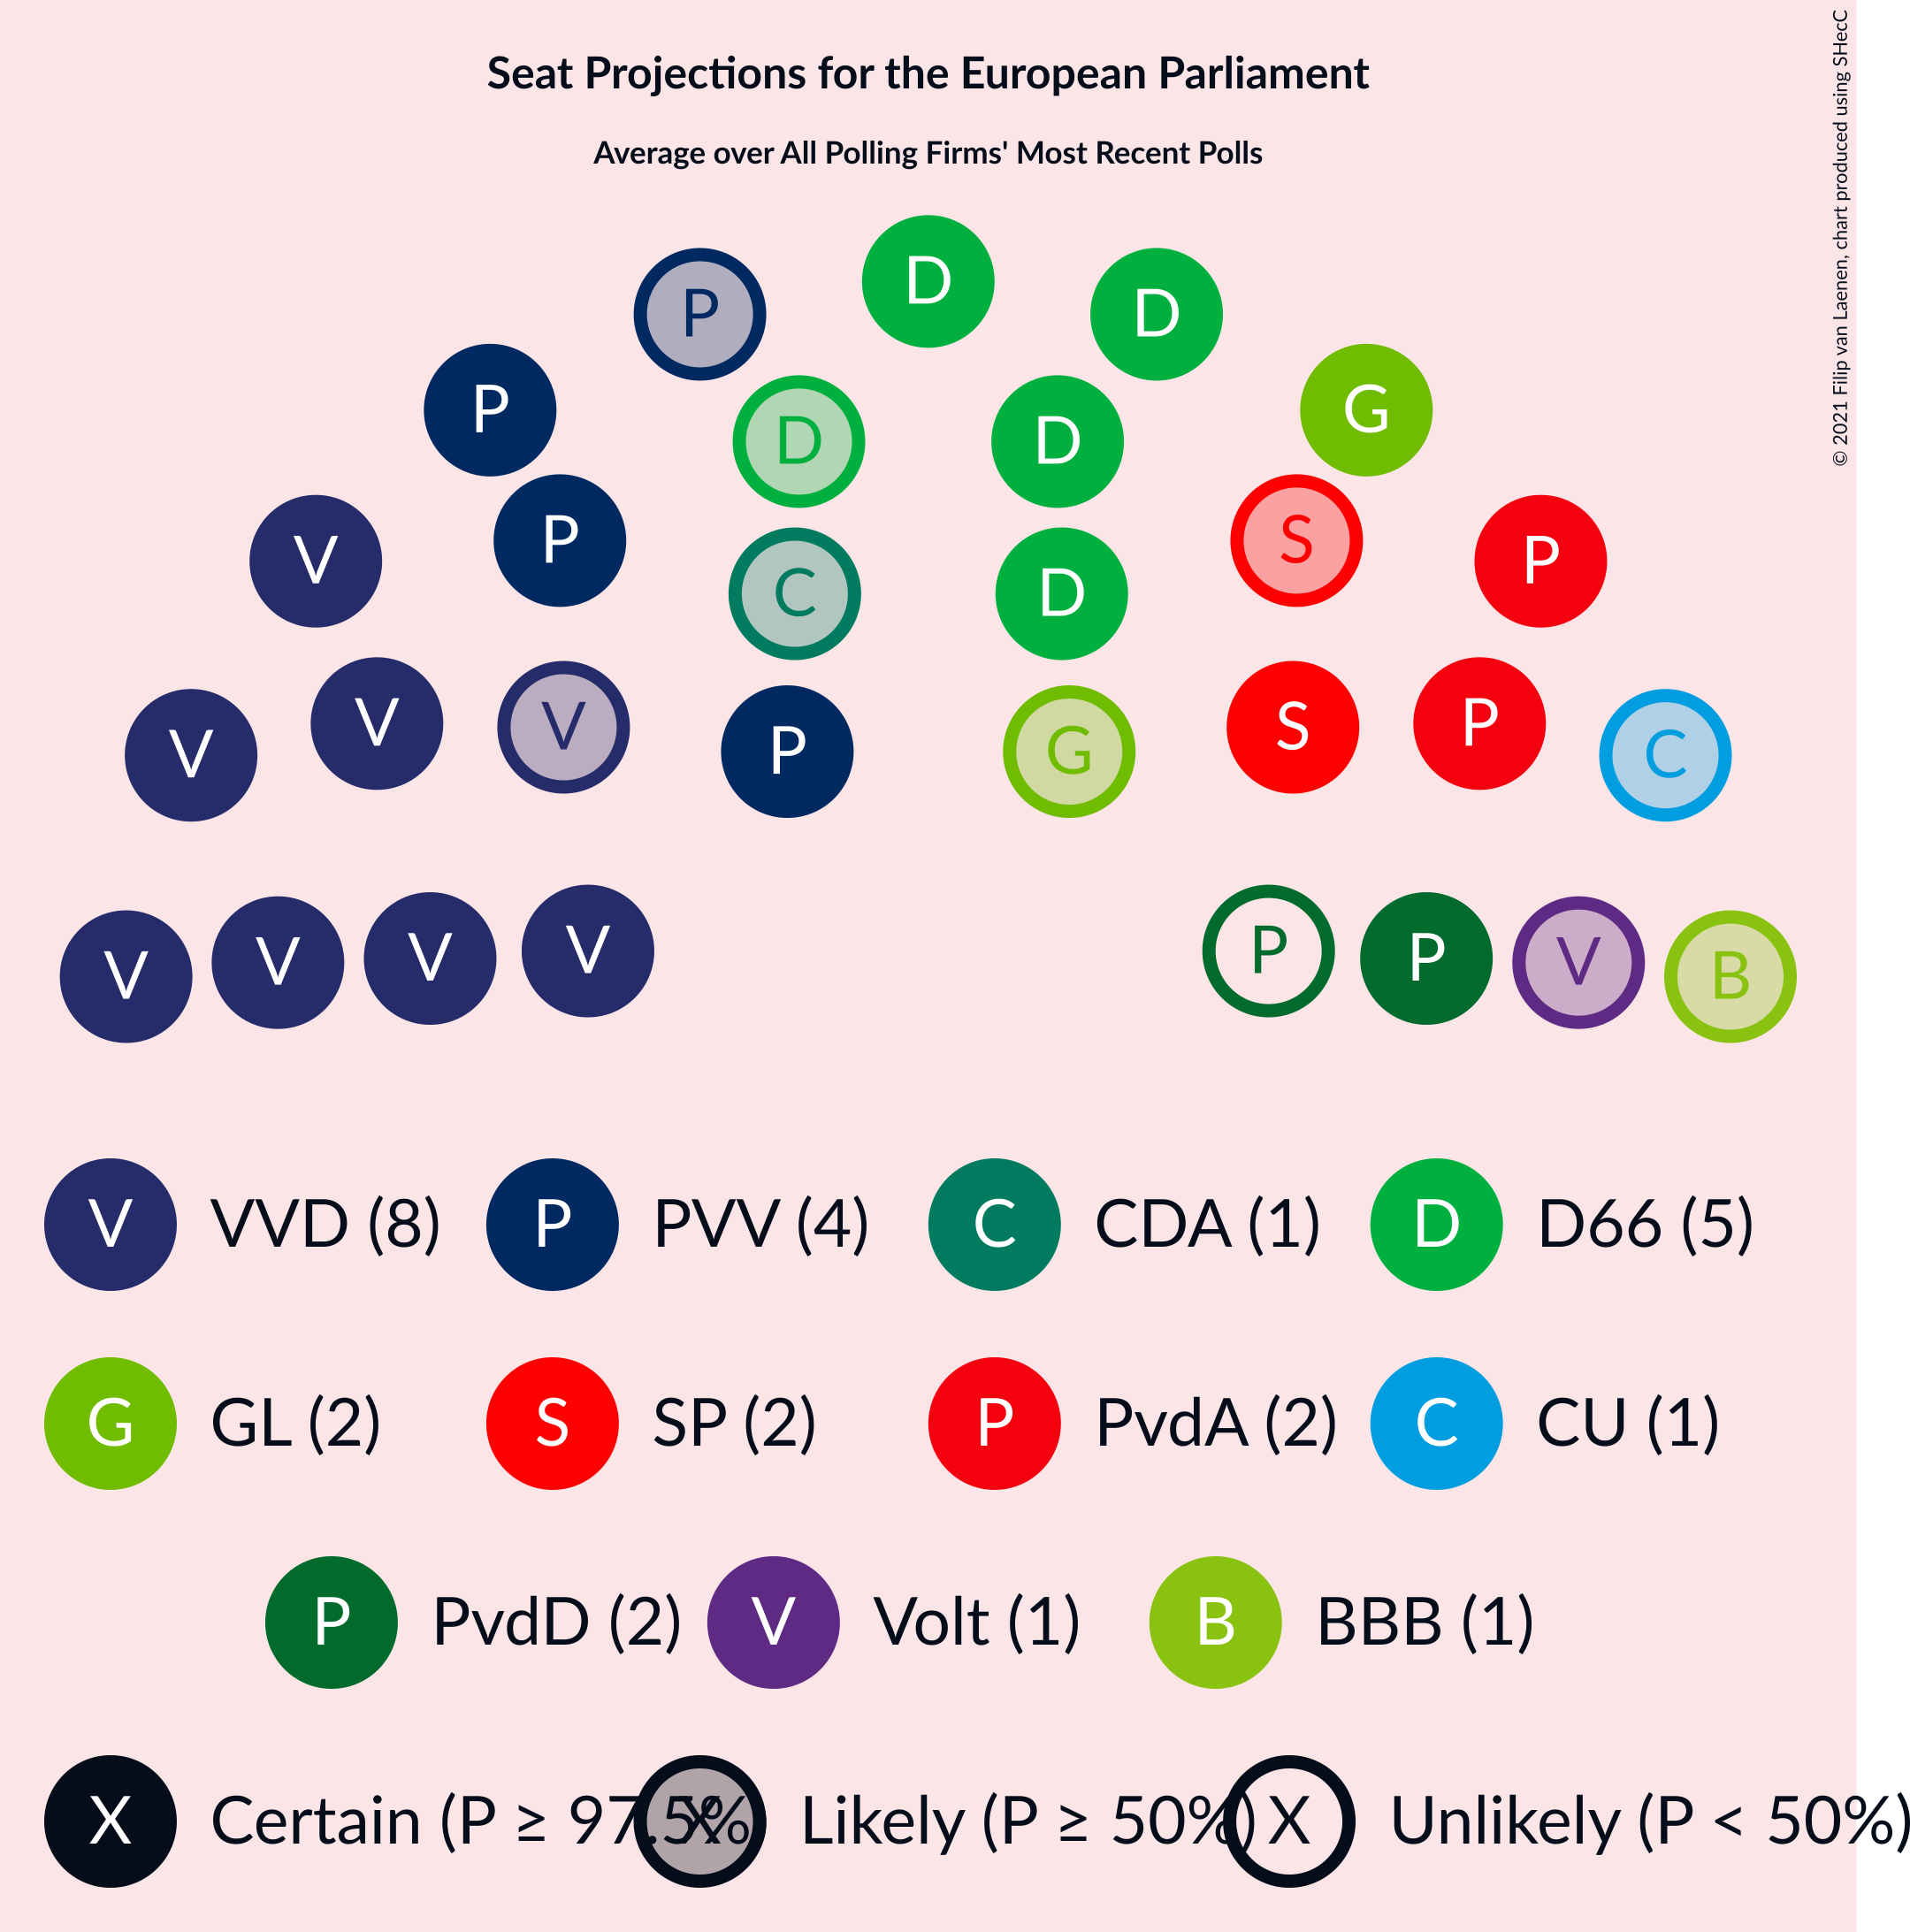 Seat Projections for the European Parliament
Average over All Polling Firms' Most Recent Polls
© 2021 Filip van Laenen, chart produced using SHecC
D
P D
P G
D D
P S
V P
C D
V V V P G S P C
V V V V P P V B
V VVD (8) P PVV (4) C CDA (1) D D66 (5)
G GL (2) S SP (2) P PvdA (2) C CU (1)
P PvdD (2) V Volt (1) B BBB (1)
X Certain (P ≥ 97.5% X Likely (P ≥ 50%) X Unlikely (P < 50%)